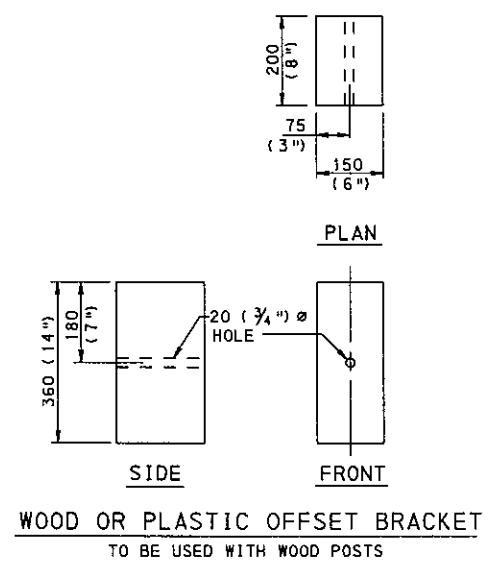 200
(8")
75
(3")
150
(6")
PLAN
360 (14")
180
(7")
20 (3/4") ø
HOLE
SIDE
FRONT
WOOD OR PLASTIC OFFSET BRACKET
TO BE USED WITH WOOD POSTS